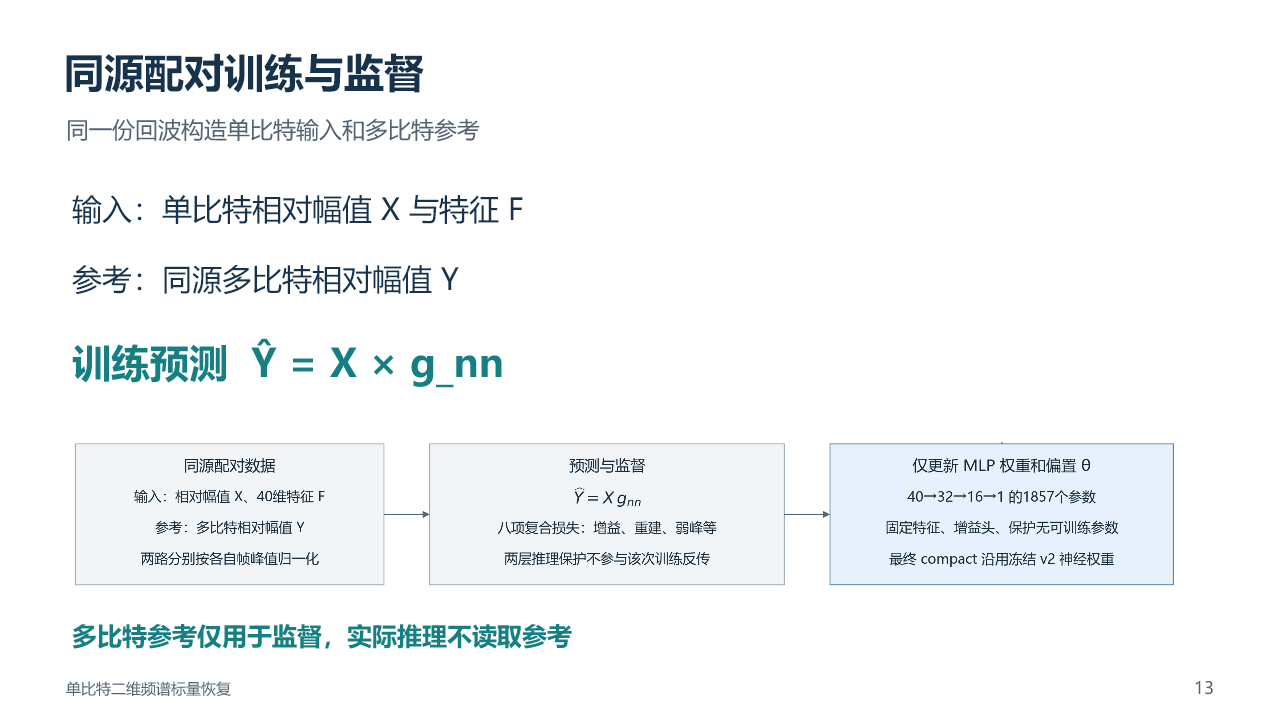 同源配对训练与监督
同一份回波构造单比特输入和多比特参考
输入：单比特相对幅值 X 与特征 F
参考：同源多比特相对幅值 Y
训练预测 Ŷ = X × g_nn
同源配对数据
输入：相对幅值 X、40维特征 F
参考：多比特相对幅值 Y
两路分别按各自帧峰值归一化
预测与监督
Ŷ = X g_nn
八项复合损失：增益、重建、弱峰等
两层推理保护不参与该次训练反传
仅更新 MLP 权重和偏置 θ
40→32→16→1 的1857个参数
固定特征、增益头、保护无可训练参数
最终 compact 沿用冻结 v2 神经权重
多比特参考仅用于监督，实际推理不读取参考
单比特二维频谱标量恢复
13